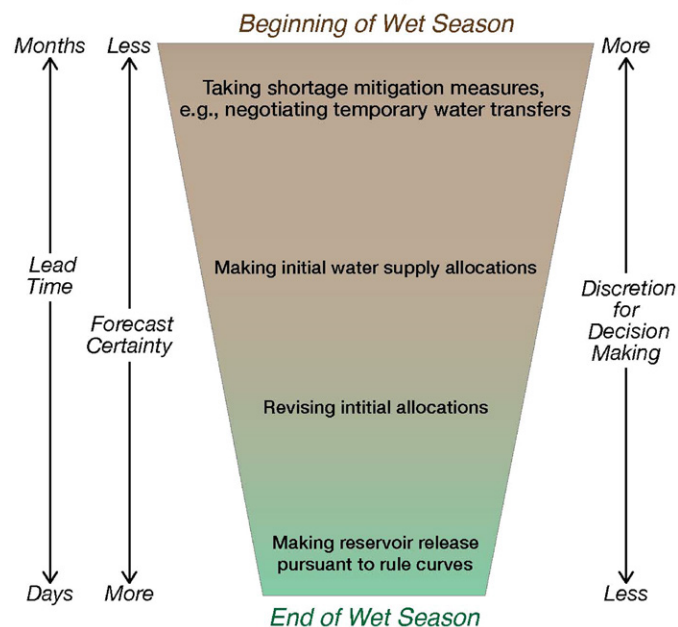 Beginning of Wet Season
Months
Less
More
Taking shortage mitigation measures,
e.g., negotiating temporary water transfers
Lead
Time
Making initial water supply allocations
Forecast
Certainty
Discretion
for
Decision
Making
Revising intitial allocations
Making reservoir release
pursuant to rule curves
Days
More
Less
End of Wet Season